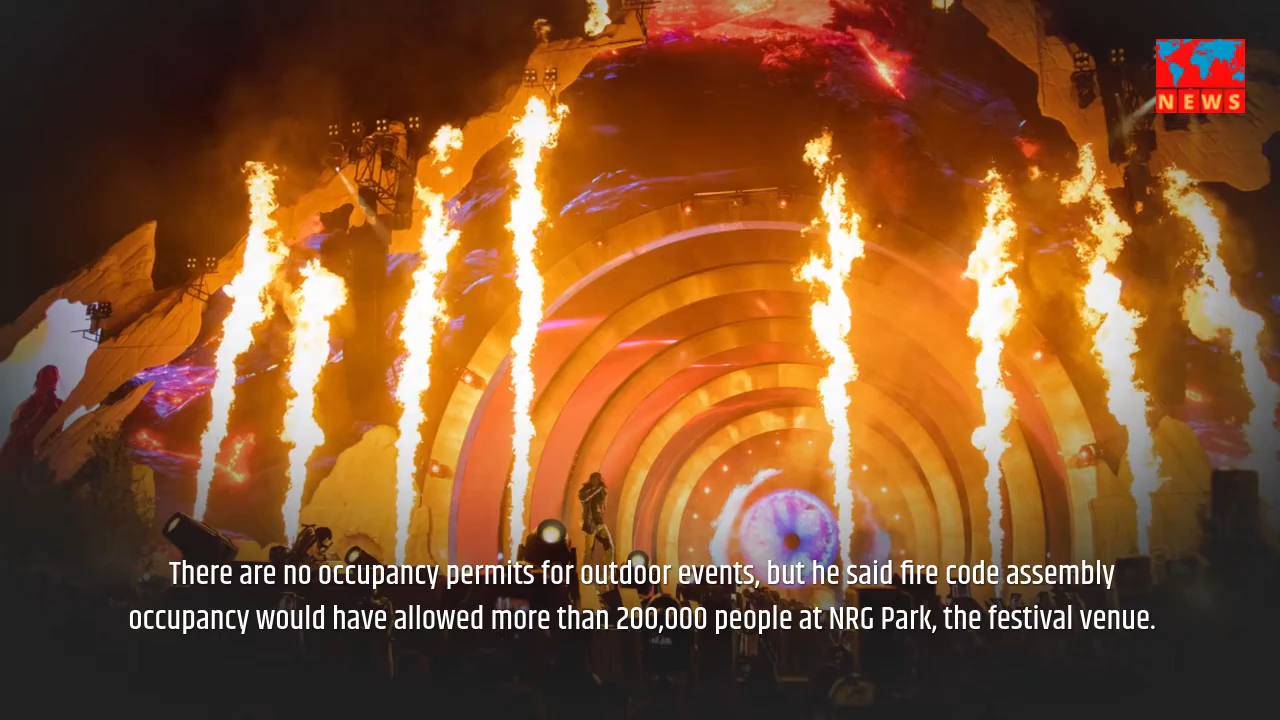 NEWS
There are no occupancy permits for outdoor events, but he said fire code assembly
occupancy would have allowed more than 200,000 people at NRG Park, the festival venue.